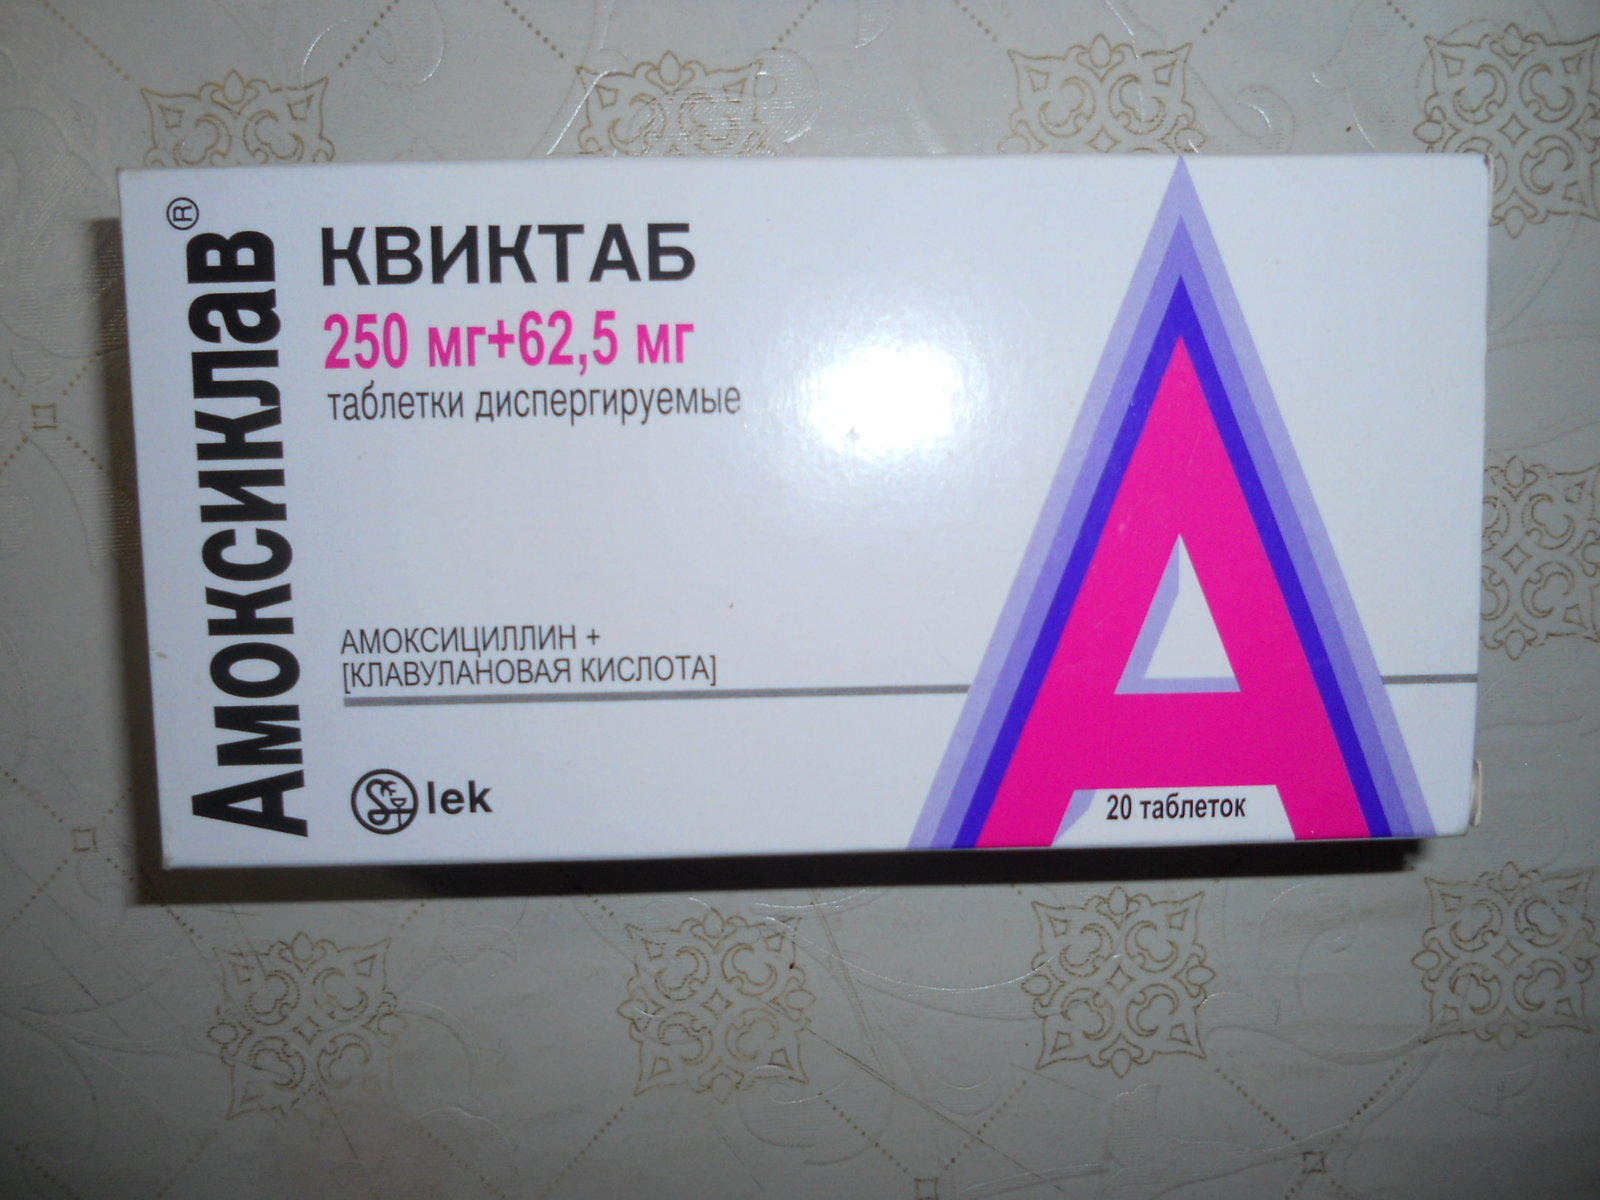 Амоксиклав®
КВИКТАБ
250 мг+62,5 мг
таблетки диспергируемые
АМОКСИЦИЛЛИН +
[КЛАВУЛАНОВАЯ КИСЛОТА]
lek
А
20 таблеток